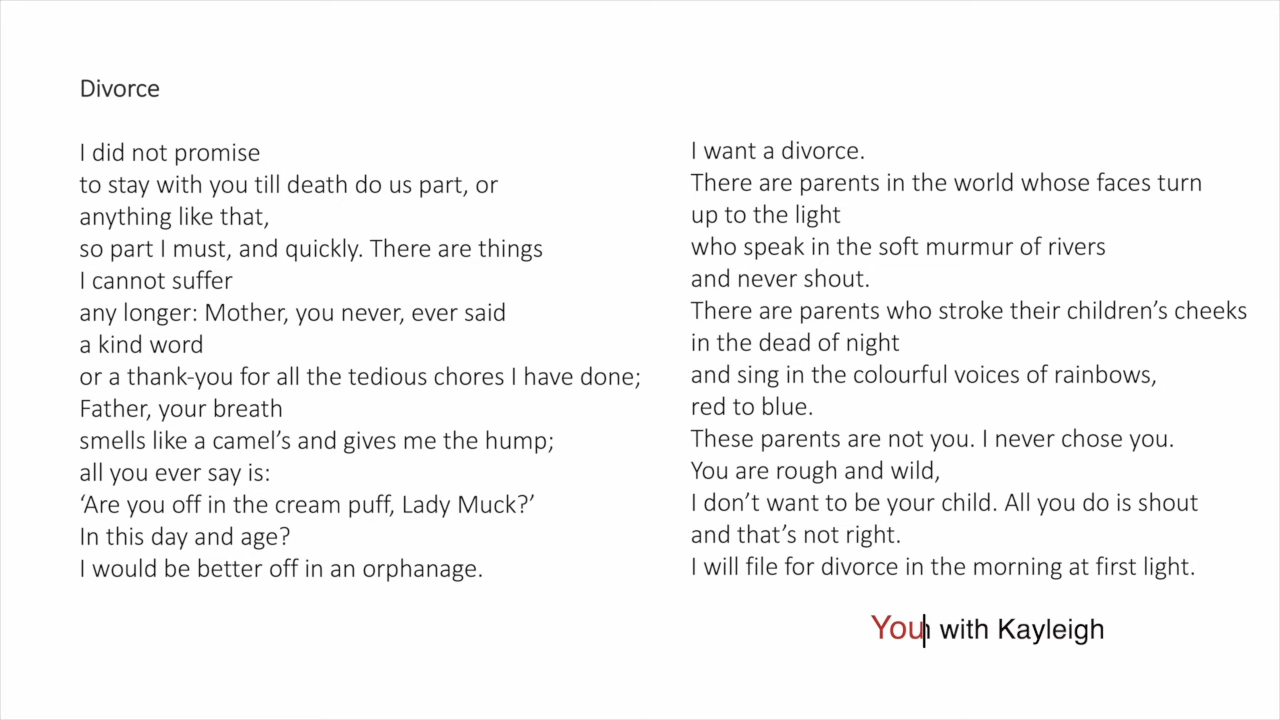 Divorce
I did not promise
to stay with you till death do us part, or
anything like that,
so part I must, and quickly. There are things
I cannot suffer
any longer: Mother, you never, ever said
a kind word
or a thank-you for all the tedious chores I have done;
Father, your breath
smells like a camel’s and gives me the hump;
all you ever say is:
‘Are you off in the cream puff, Lady Muck?’
In this day and age?
I would be better off in an orphanage.
I want a divorce.
There are parents in the world whose faces turn
up to the light
who speak in the soft murmur of rivers
and never shout.
There are parents who stroke their children’s cheeks
in the dead of night
and sing in the colourful voices of rainbows,
red to blue.
These parents are not you. I never chose you.
You are rough and wild,
I don’t want to be your child. All you do is shout
and that’s not right.
I will file for divorce in the morning at first light.
You with Kayleigh